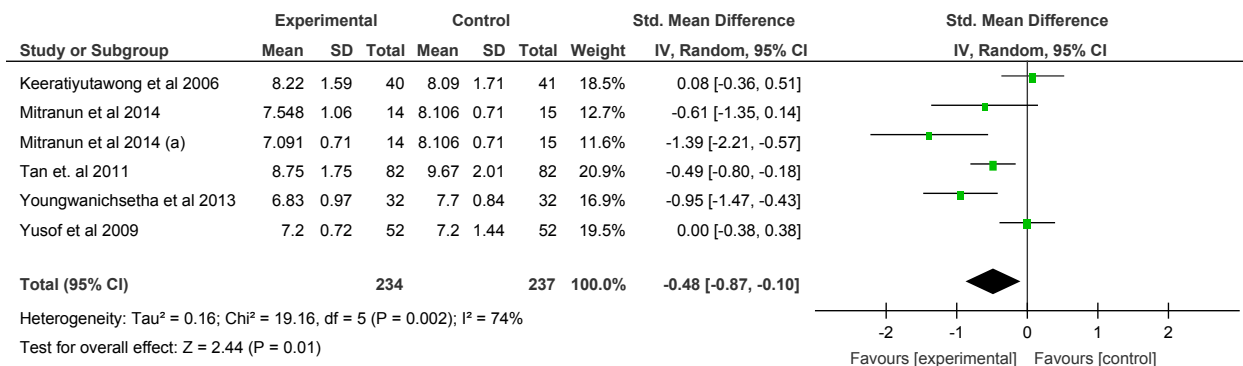 Experimental Control Std. Mean Difference Std. Mean Difference
Study or Subgroup Mean SD Total Mean SD Total Weight IV, Random, 95% CI IV, Random, 95% CI
Keeratiyutawong et al 2006 8.22 1.59 40 8.09 1.71 41 18.5% 0.08 [-0.36, 0.51]
Mitranun et al 2014 7.548 1.06 14 8.106 0.71 15 12.7% -0.61 [-1.35, 0.14]
Mitranun et al 2014 (a) 7.091 0.71 14 8.106 0.71 15 11.6% -1.39 [-2.21, -0.57]
Tan et. al 2011 8.75 1.75 82 9.67 2.01 82 20.9% -0.49 [-0.80, -0.18]
Youngwanichsetha et al 2013 6.83 0.97 32 7.7 0.84 32 16.9% -0.95 [-1.47, -0.43]
Yusof et al 2009 7.2 0.72 52 7.2 1.44 52 19.5% 0.00 [-0.38, 0.38]
Total (95% CI) 234 237 100.0% -0.48 [-0.87, -0.10]
Heterogeneity: Tau² = 0.16; Chi² = 19.16, df = 5 (P = 0.002); I² = 74%
Test for overall effect: Z = 2.44 (P = 0.01)
-2 -1 0 1 2
Favours [experimental] Favours [control]